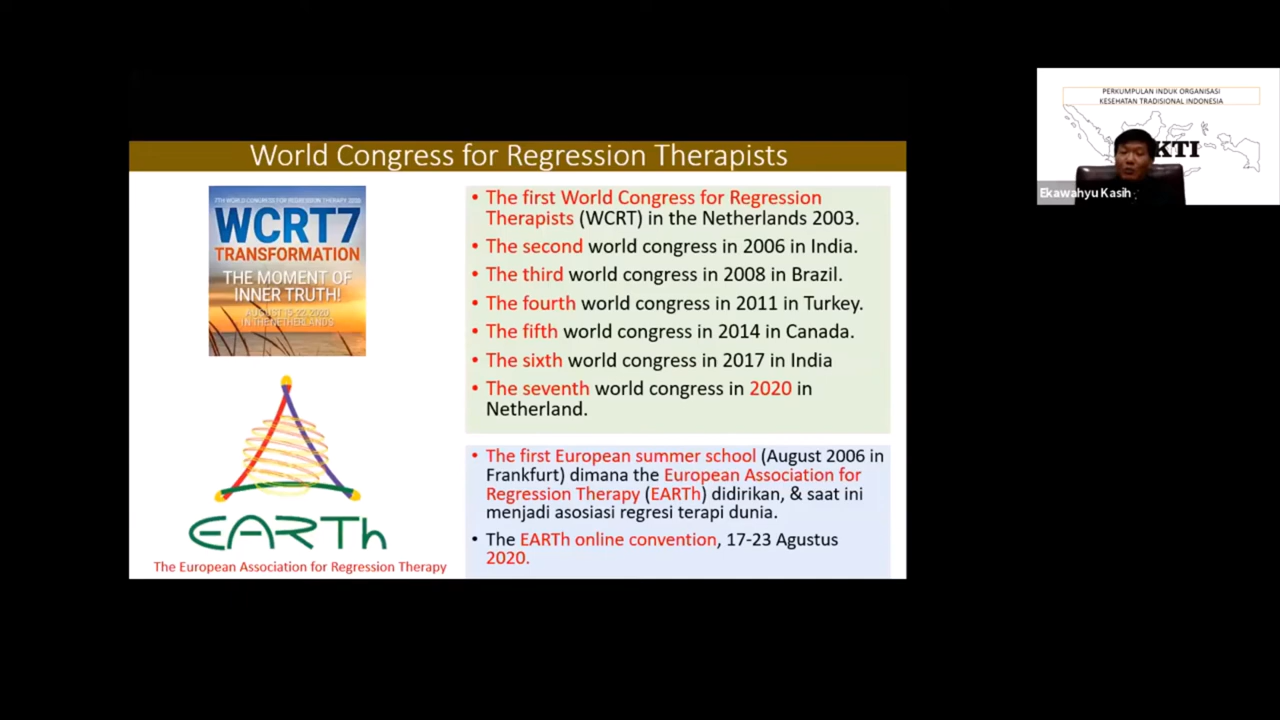 World Congress for Regression Therapists
7TH WORLD CONGRESS FOR REGRESSION THERAPY 2020
WCRT7
TRANSFORMATION
THE MOMENT OF
INNER TRUTH!
AUGUST 15-22, 2020
IN THE NETHERLANDS
EARTh
The European Association for Regression Therapy
• The first World Congress for Regression
Therapists (WCRT) in the Netherlands 2003.
• The second world congress in 2006 in India.
• The third world congress in 2008 in Brazil.
• The fourth world congress in 2011 in Turkey.
• The fifth world congress in 2014 in Canada.
• The sixth world congress in 2017 in India
• The seventh world congress in 2020 in
Netherland.
• The first European summer school (August 2006 in
Frankfurt) dimana the European Association for
Regression Therapy (EARTh) didirikan, & saat ini
menjadi asosiasi regresi terapi dunia.
• The EARTh online convention, 17-23 Agustus
2020.
PERKUMPULAN INDUK ORGANISASI
KESEHATAN TRADISIONAL INDONESIA
KTI
Ekawahyu Kasih